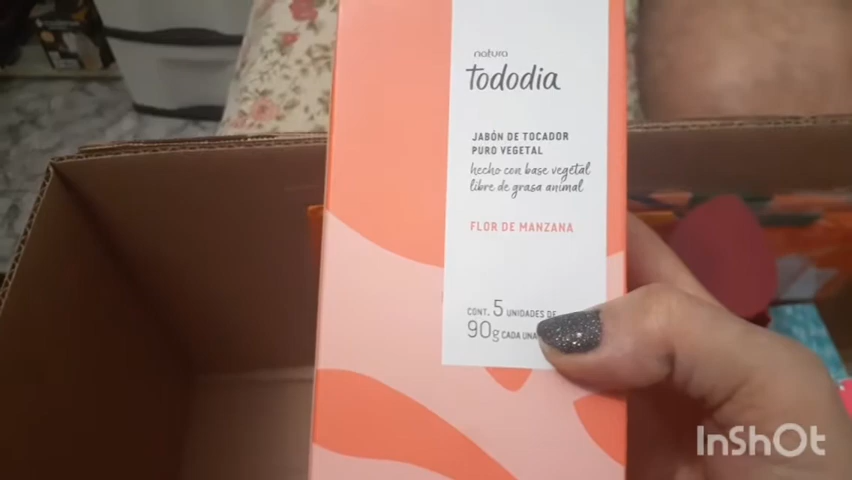 natura
tododia
JABÓN DE TOCADOR
PURO VEGETAL
hecho con base vegetal
libre de grasa animal
FLOR DE MANZANA
CONT. 5 UNIDADES DE
90g CADA UNA
InShOt